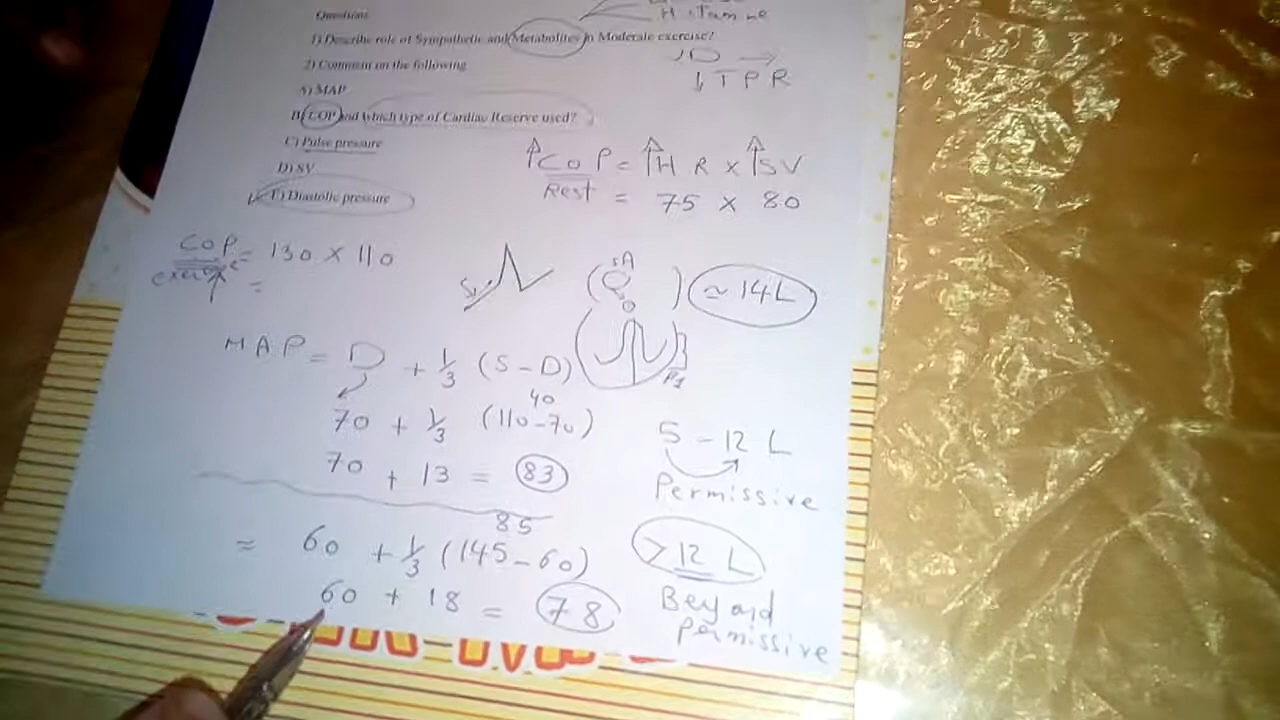 Questions
H. Tamine
1) Describe role of Sympathetic and Metabolites in Moderate exercise?
↓D →
↓TPR
2) Comment on the following
A) MAP
B) COP and which type of Cardiac Reserve used?
C) Pulse pressure
D) SV
E) Diastolic pressure
↑COP = ↑HR × ↑SV
Rest = 75 × 80
COP = 130 × 110
exercise =
SA
≈ 14L
MAP = D + 1/3 (S - D)
40
70 + 1/3 (110-70)
70 + 13 = 83
5 - 12 L
Permissive
85
= 60 + 1/3 (145-60)
60 + 18 = 78
> 12 L
Beyond
Permissive